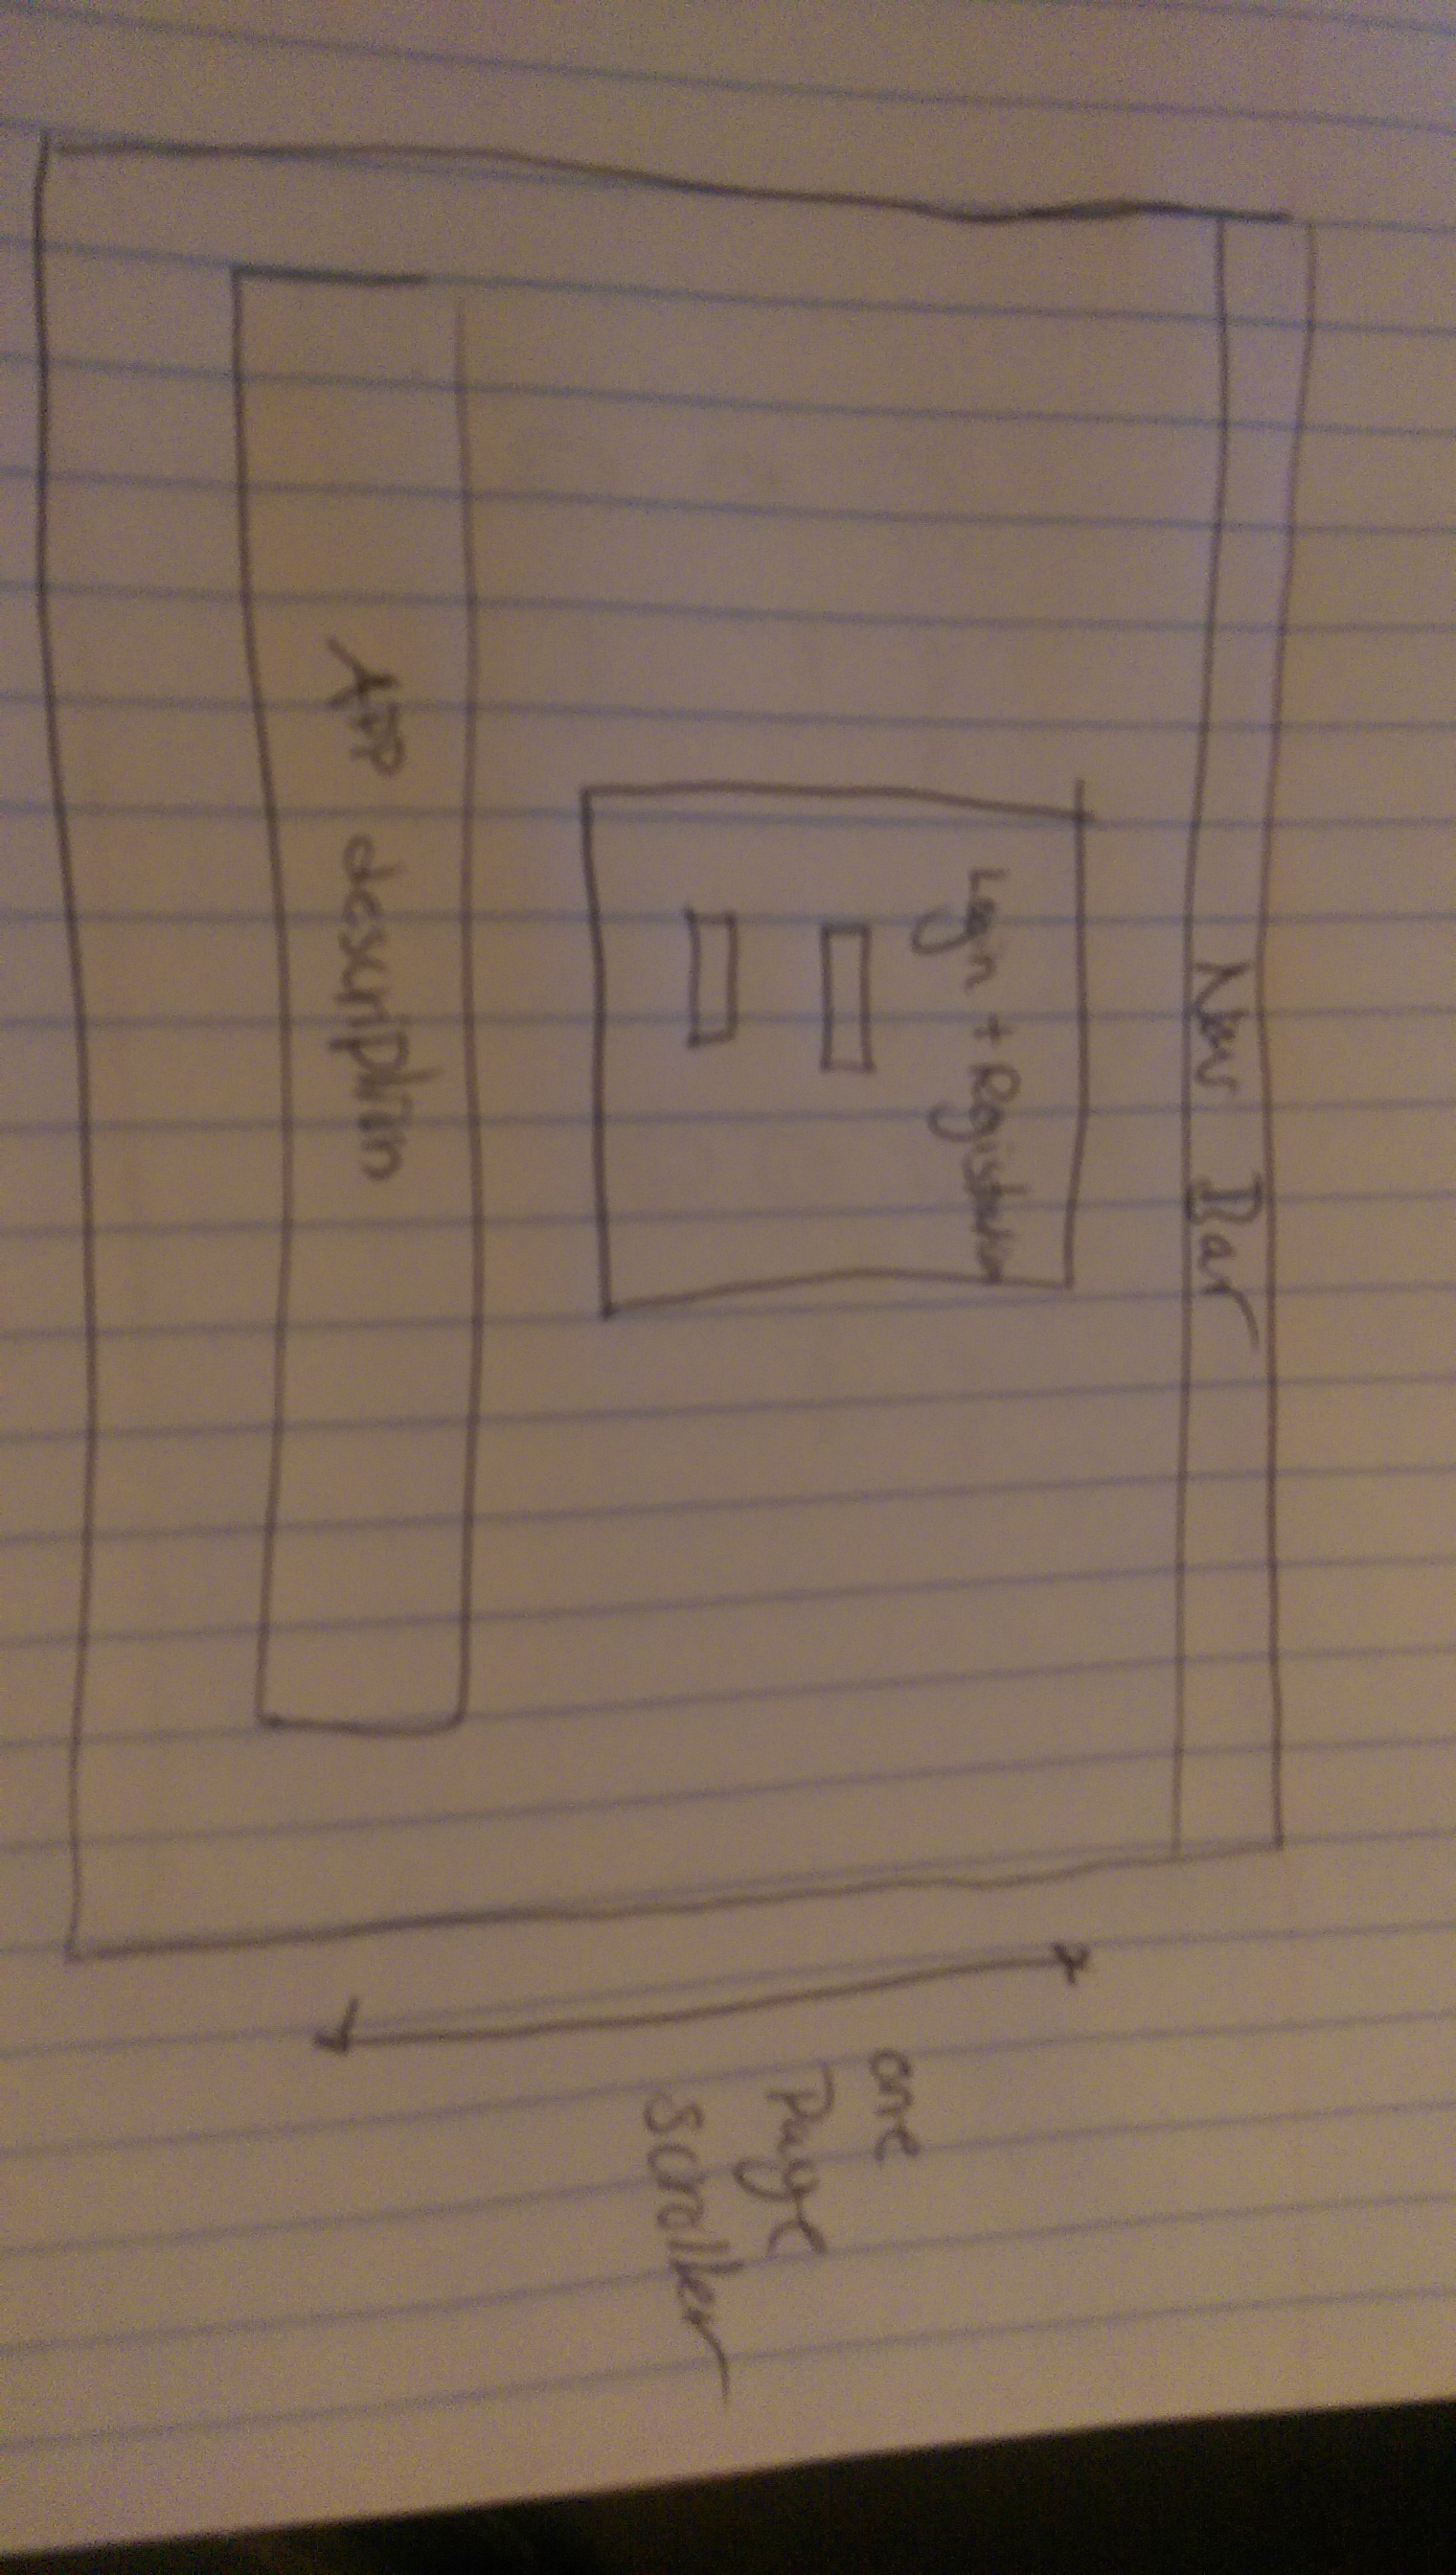 Nav Bar
Login + Registration
App description
one
Page
Scroller